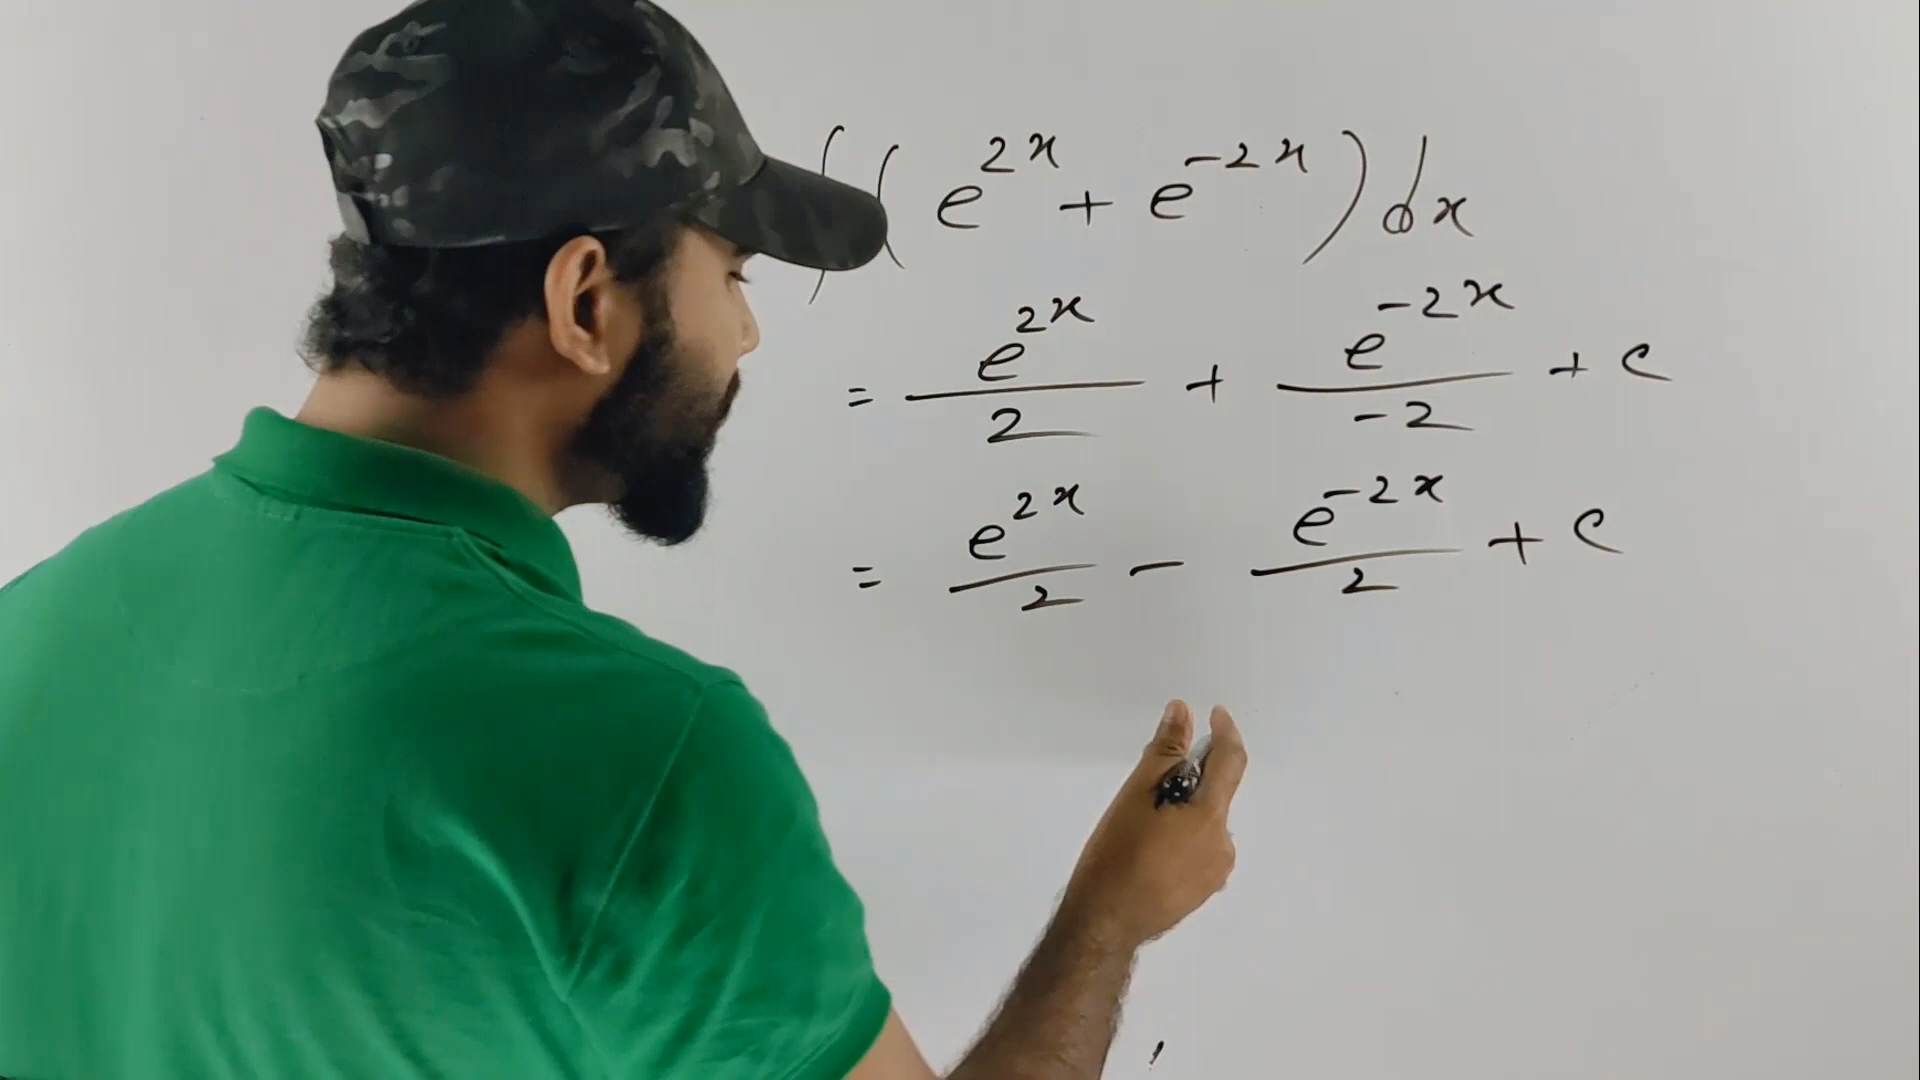 ∫(e^{2x} + e^{-2x})dx
= e^{2x}/2 + e^{-2x}/-2 + c
= e^{2x}/2 - e^{-2x}/2 + c